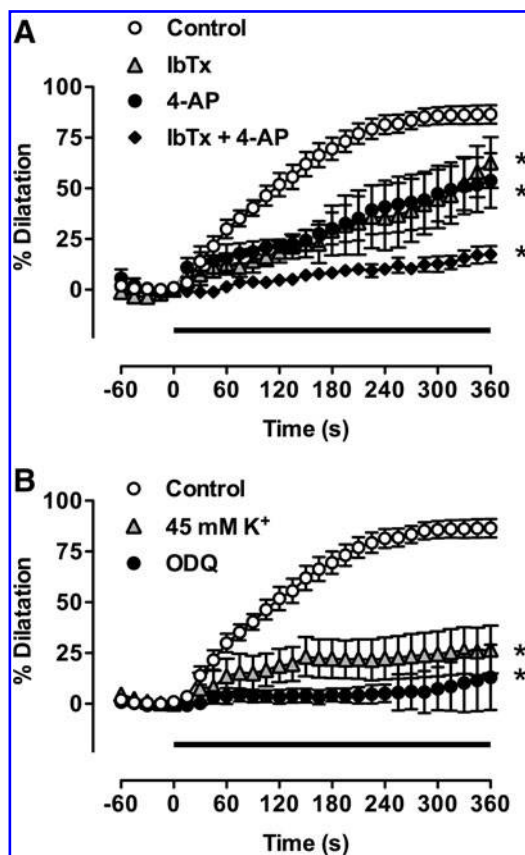 A
Control
IbTx
4-AP
IbTx + 4-AP
% Dilatation
100
75
50
25
0
*
*
*
-60 0 60 120 180 240 300 360
Time (s)
B
Control
45 mM K⁺
ODQ
% Dilatation
100
75
50
25
0
*
*
-60 0 60 120 180 240 300 360
Time (s)